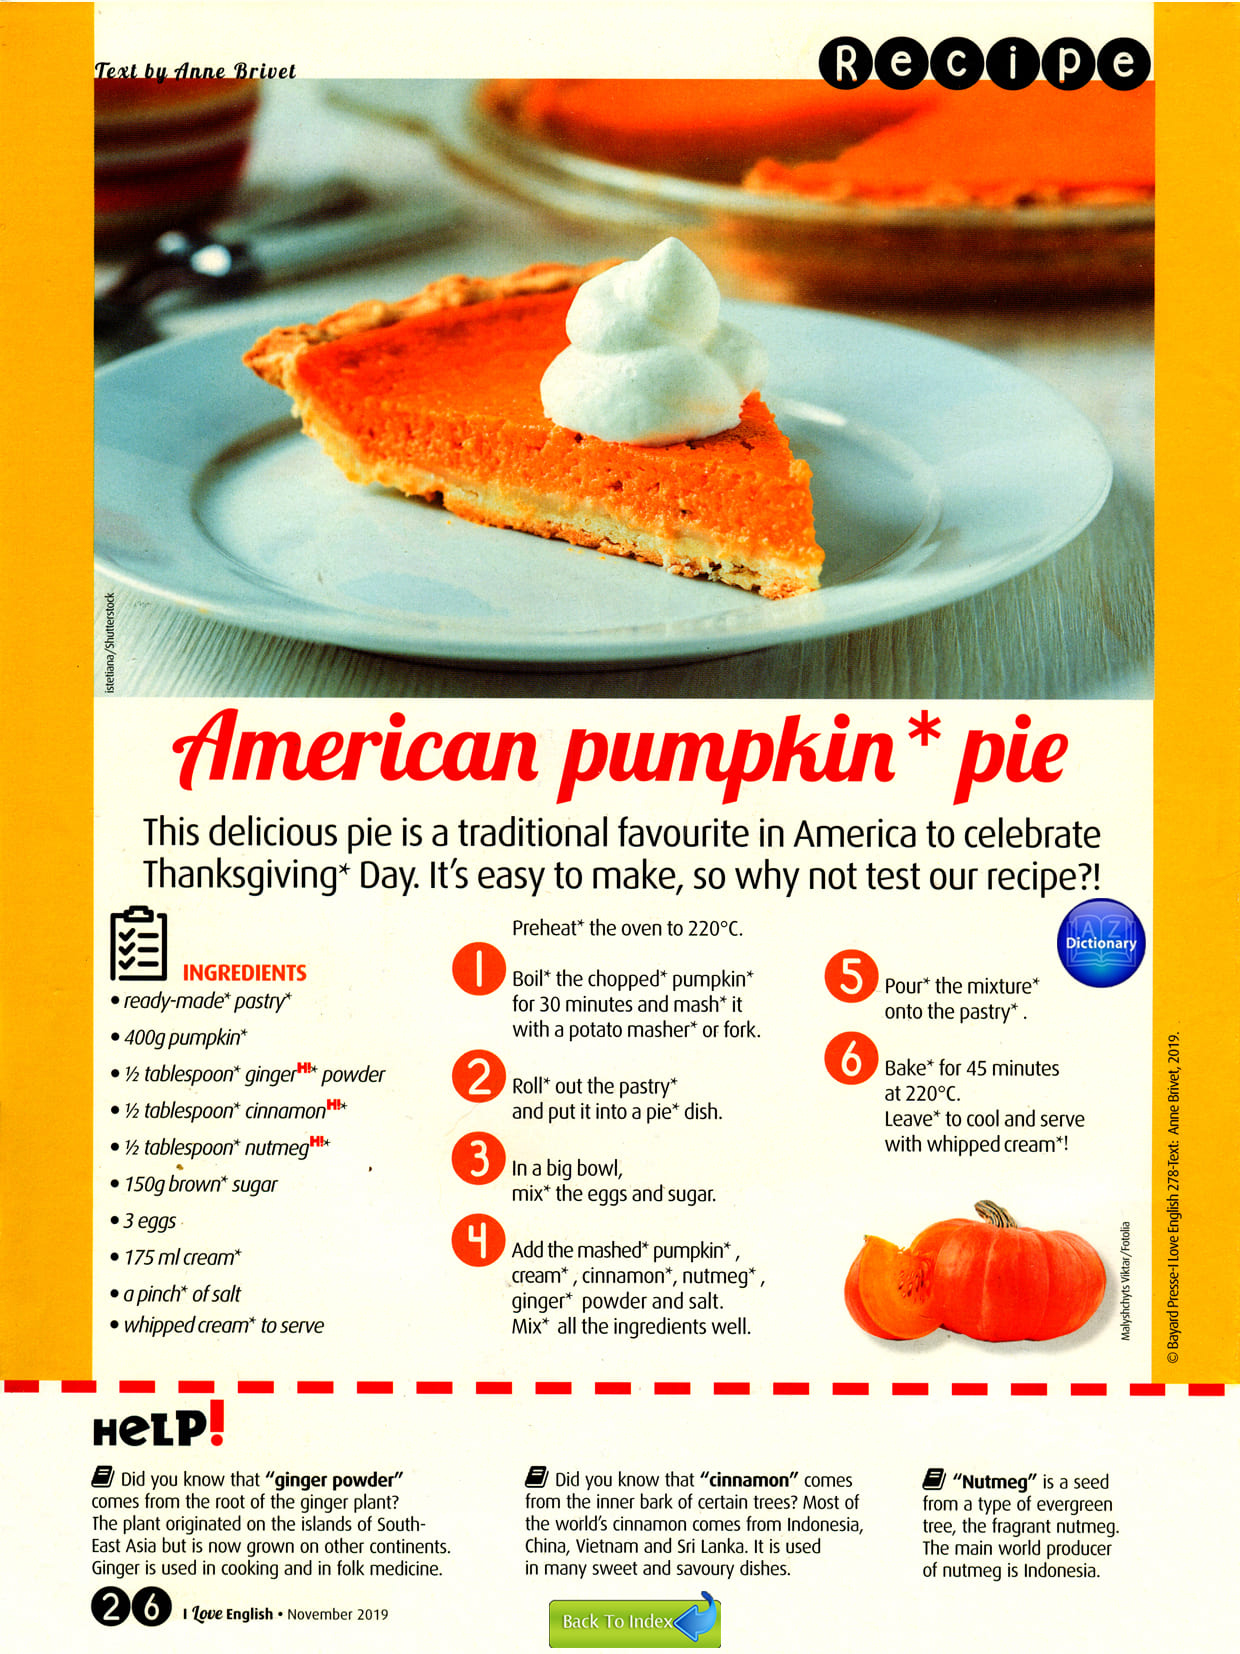 Text by Anne Brivet
Recipe
istetiana/Shutterstock
American pumpkin* pie
This delicious pie is a traditional favourite in America to celebrate
Thanksgiving* Day. It's easy to make, so why not test our recipe?!
INGREDIENTS
• ready-made* pastry*
• 400g pumpkin*
• ½ tablespoon* ginger HI!* powder
• ½ tablespoon* cinnamon HI!*
• ½ tablespoon* nutmeg HI!*
• 150g brown* sugar
• 3 eggs
• 175 ml cream*
• a pinch* of salt
• whipped cream* to serve
Preheat* the oven to 220°C.
1
Boil* the chopped* pumpkin*
for 30 minutes and mash* it
with a potato masher* or fork.
2
Roll* out the pastry*
and put it into a pie* dish.
3
In a big bowl,
mix* the eggs and sugar.
4
Add the mashed* pumpkin* ,
cream* , cinnamon*, nutmeg* ,
ginger* powder and salt.
Mix* all the ingredients well.
AZ
Dictionary
5
Pour* the mixture*
onto the pastry* .
6
Bake* for 45 minutes
at 220°C.
Leave* to cool and serve
with whipped cream*!
Malyshchyts Viktar/Fotolia
© Bayard Presse-I Love English 278-Text: Anne Brivet, 2019.
HELP!
Did you know that “ginger powder”
comes from the root of the ginger plant?
The plant originated on the islands of South-
East Asia but is now grown on other continents.
Ginger is used in cooking and in folk medicine.
Did you know that “cinnamon” comes
from the inner bark of certain trees? Most of
the world's cinnamon comes from Indonesia,
China, Vietnam and Sri Lanka. It is used
in many sweet and savoury dishes.
“Nutmeg” is a seed
from a type of evergreen
tree, the fragrant nutmeg.
The main world producer
of nutmeg is Indonesia.
26 I Love English • November 2019
Back To Index